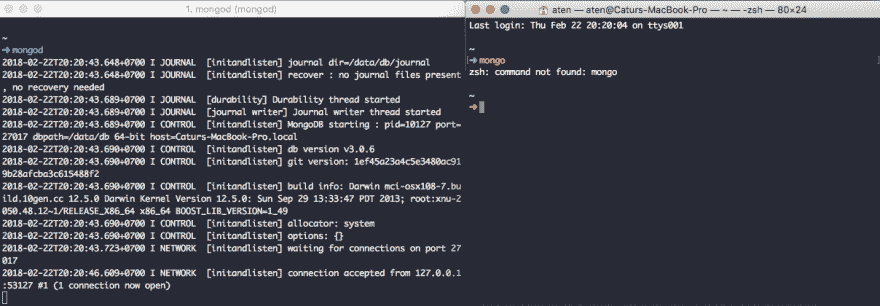 1. mongod (mongod)
~
➜ mongod
2018-02-22T20:20:43.648+0700 I JOURNAL  [initandlisten] journal dir=/data/db/journal
2018-02-22T20:20:43.648+0700 I JOURNAL  [initandlisten] recover : no journal files present
, no recovery needed
2018-02-22T20:20:43.689+0700 I JOURNAL  [durability] Durability thread started
2018-02-22T20:20:43.689+0700 I JOURNAL  [journal writer] Journal writer thread started
2018-02-22T20:20:43.689+0700 I CONTROL  [initandlisten] MongoDB starting : pid=10127 port=
27017 dbpath=/data/db 64-bit host=Caturs-MacBook-Pro.local
2018-02-22T20:20:43.690+0700 I CONTROL  [initandlisten] db version v3.0.6
2018-02-22T20:20:43.690+0700 I CONTROL  [initandlisten] git version: 1ef45a23a4c5e3480ac91
9b28afcba3c615488f2
2018-02-22T20:20:43.690+0700 I CONTROL  [initandlisten] build info: Darwin mci-osx108-7.bu
ild.10gen.cc 12.5.0 Darwin Kernel Version 12.5.0: Sun Sep 29 13:33:47 PDT 2013; root:xnu-2
050.48.12~1/RELEASE_X86_64 x86_64 BOOST_LIB_VERSION=1_49
2018-02-22T20:20:43.690+0700 I CONTROL  [initandlisten] allocator: system
2018-02-22T20:20:43.690+0700 I CONTROL  [initandlisten] options: {}
2018-02-22T20:20:43.723+0700 I NETWORK  [initandlisten] waiting for connections on port 27
017
2018-02-22T20:20:46.609+0700 I NETWORK  [initandlisten] connection accepted from 127.0.0.1
:53127 #1 (1 connection now open)
aten — aten@Caturs-MacBook-Pro — ~ — -zsh — 80×24
Last login: Thu Feb 22 20:20:04 on ttys001
~
➜ mongo
zsh: command not found: mongo
~
➜